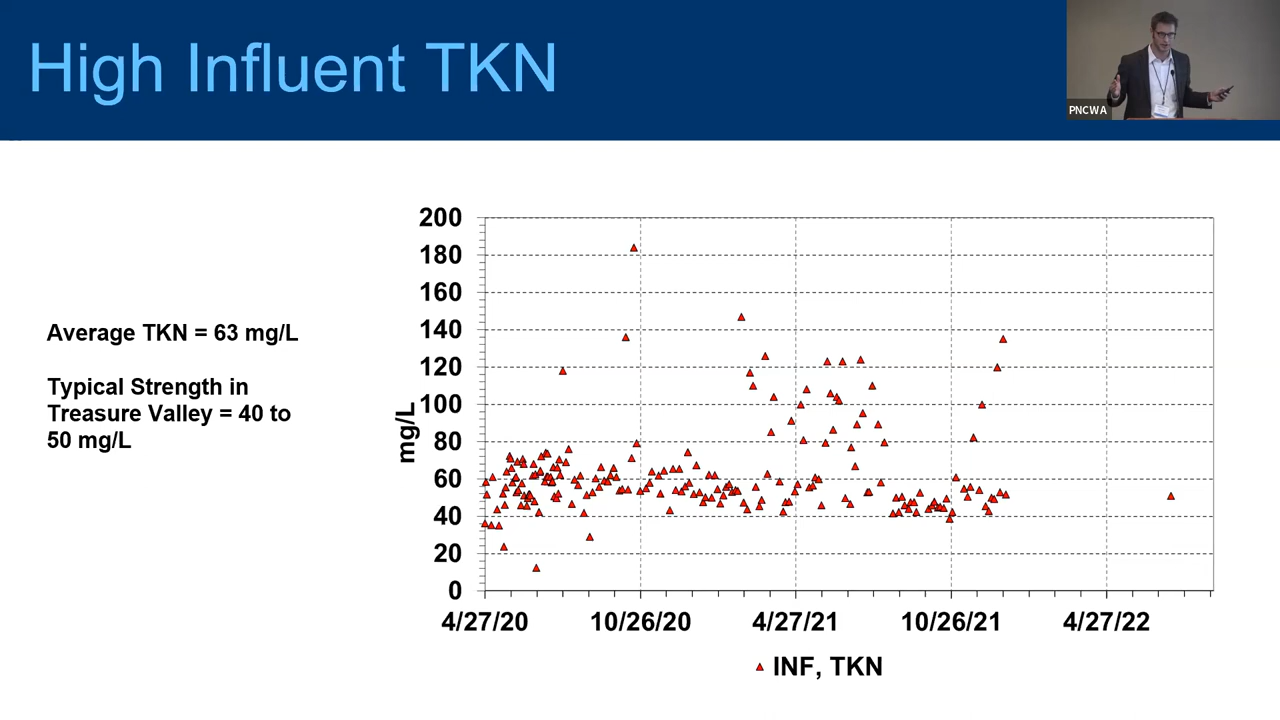 High Influent TKN
PNCWA
Average TKN = 63 mg/L
Typical Strength in
Treasure Valley = 40 to
50 mg/L
mg/L
200
180
160
140
120
100
80
60
40
20
0
4/27/20 10/26/20 4/27/21 10/26/21 4/27/22
INF, TKN